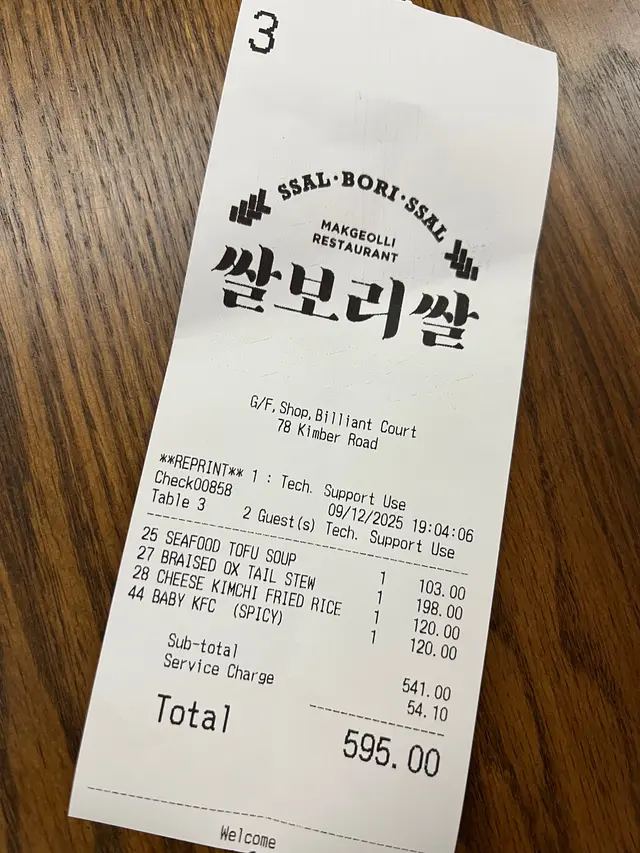 3
SSAL·BORI·SSAL
MAKGEOLLI
RESTAURANT
쌀보리쌀
G/F,Shop,Billiant Court
78 Kimber Road
**REPRINT** 1 : Tech. Support Use
Check00858 09/12/2025 19:04:06
Table 3 2 Guest(s) Tech. Support Use
25 SEAFOOD TOFU SOUP 1 103.00
27 BRAISED OX TAIL STEW 1 198.00
28 CHEESE KIMCHI FRIED RICE 1 120.00
44 BABY KFC (SPICY) 1 120.00
Sub-total 541.00
Service Charge 54.10
Total 595.00
Welcome